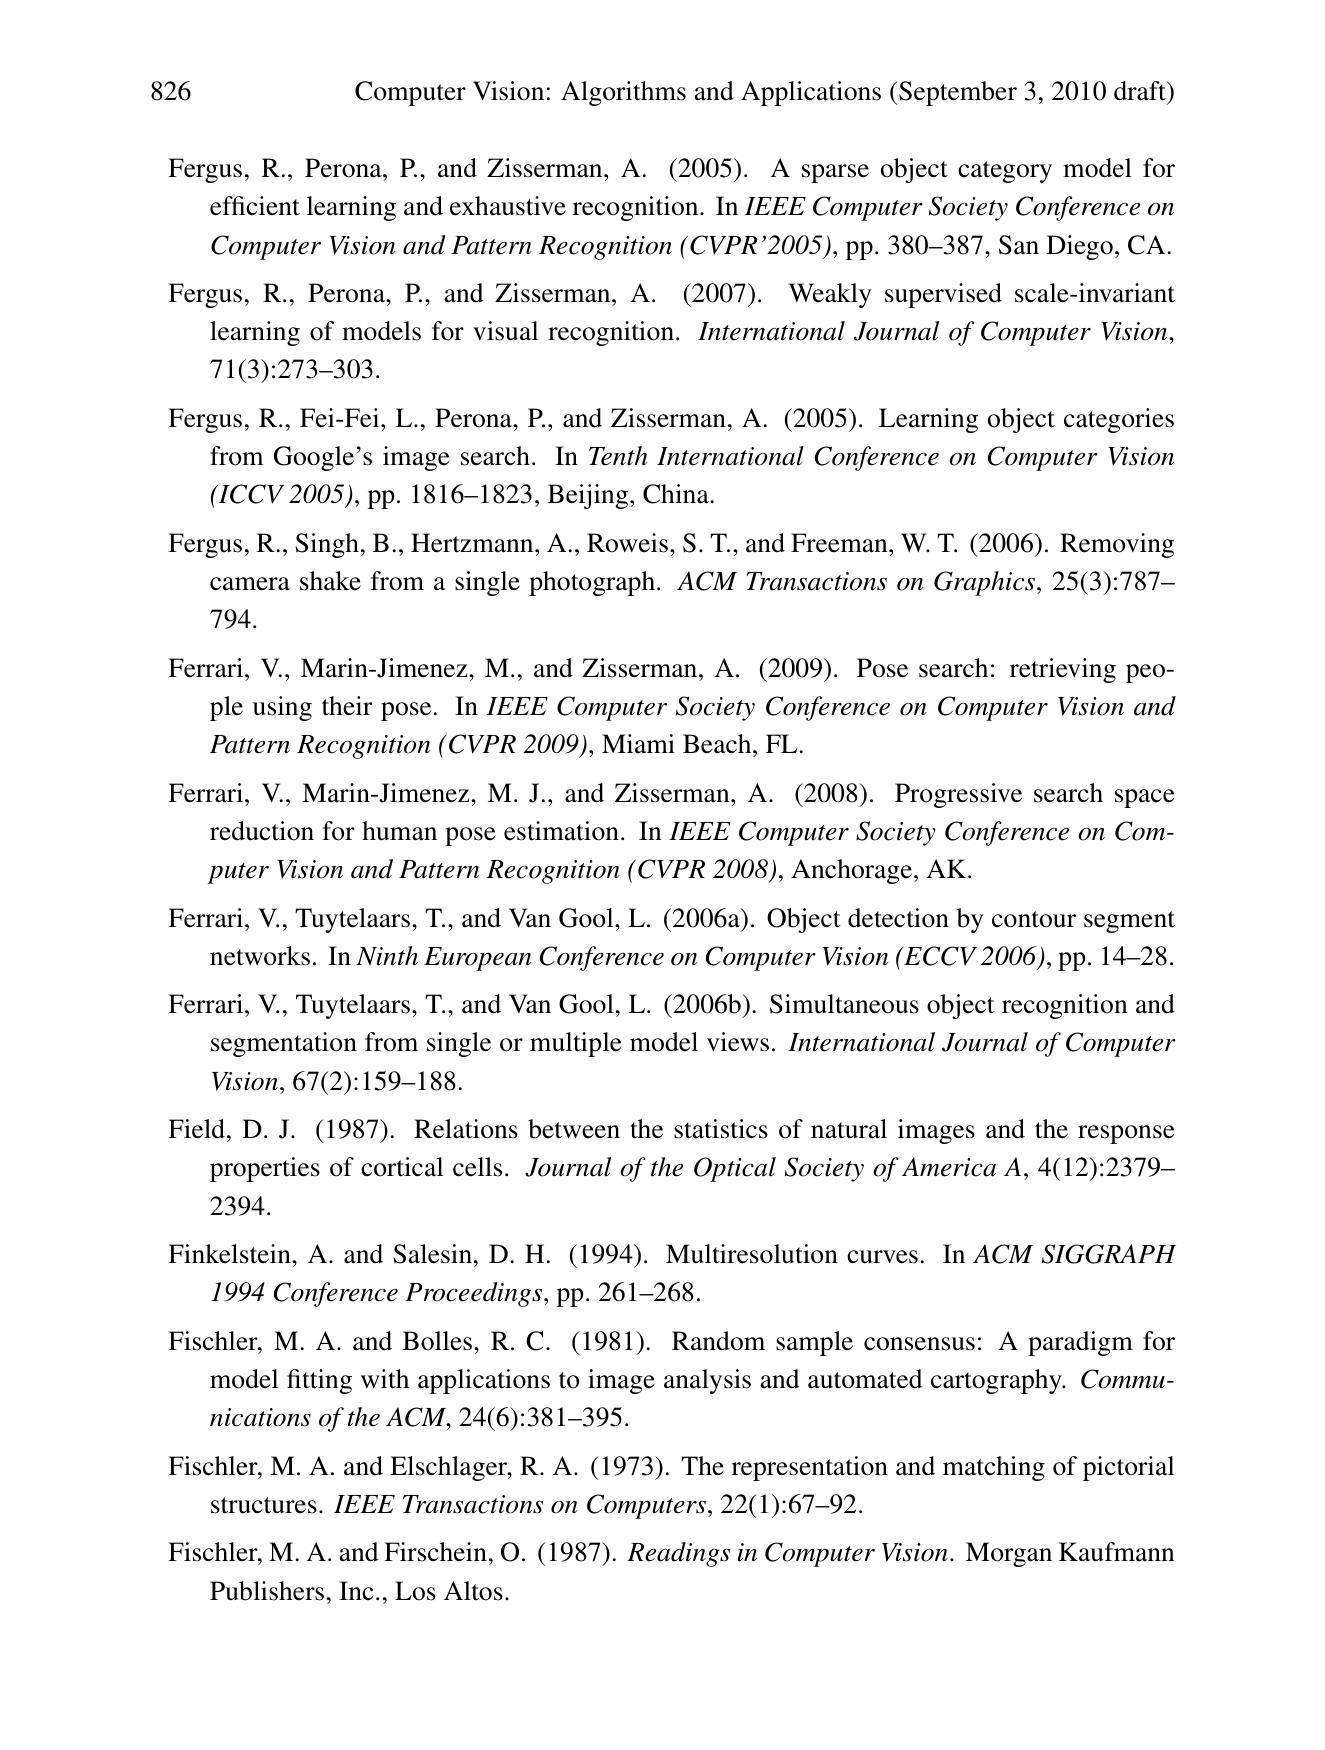 826 Computer Vision: Algorithms and Applications (September 3, 2010 draft)
Fergus, R., Perona, P., and Zisserman, A. (2005). A sparse object category model for
efficient learning and exhaustive recognition. In IEEE Computer Society Conference on
Computer Vision and Pattern Recognition (CVPR’2005), pp. 380–387, San Diego, CA.
Fergus, R., Perona, P., and Zisserman, A. (2007). Weakly supervised scale-invariant
learning of models for visual recognition. International Journal of Computer Vision,
71(3):273–303.
Fergus, R., Fei-Fei, L., Perona, P., and Zisserman, A. (2005). Learning object categories
from Google’s image search. In Tenth International Conference on Computer Vision
(ICCV 2005), pp. 1816–1823, Beijing, China.
Fergus, R., Singh, B., Hertzmann, A., Roweis, S. T., and Freeman, W. T. (2006). Removing
camera shake from a single photograph. ACM Transactions on Graphics, 25(3):787–
794.
Ferrari, V., Marin-Jimenez, M., and Zisserman, A. (2009). Pose search: retrieving peo-
ple using their pose. In IEEE Computer Society Conference on Computer Vision and
Pattern Recognition (CVPR 2009), Miami Beach, FL.
Ferrari, V., Marin-Jimenez, M. J., and Zisserman, A. (2008). Progressive search space
reduction for human pose estimation. In IEEE Computer Society Conference on Com-
puter Vision and Pattern Recognition (CVPR 2008), Anchorage, AK.
Ferrari, V., Tuytelaars, T., and Van Gool, L. (2006a). Object detection by contour segment
networks. In Ninth European Conference on Computer Vision (ECCV 2006), pp. 14–28.
Ferrari, V., Tuytelaars, T., and Van Gool, L. (2006b). Simultaneous object recognition and
segmentation from single or multiple model views. International Journal of Computer
Vision, 67(2):159–188.
Field, D. J. (1987). Relations between the statistics of natural images and the response
properties of cortical cells. Journal of the Optical Society of America A, 4(12):2379–
2394.
Finkelstein, A. and Salesin, D. H. (1994). Multiresolution curves. In ACM SIGGRAPH
1994 Conference Proceedings, pp. 261–268.
Fischler, M. A. and Bolles, R. C. (1981). Random sample consensus: A paradigm for
model fitting with applications to image analysis and automated cartography. Commu-
nications of the ACM, 24(6):381–395.
Fischler, M. A. and Elschlager, R. A. (1973). The representation and matching of pictorial
structures. IEEE Transactions on Computers, 22(1):67–92.
Fischler, M. A. and Firschein, O. (1987). Readings in Computer Vision. Morgan Kaufmann
Publishers, Inc., Los Altos.